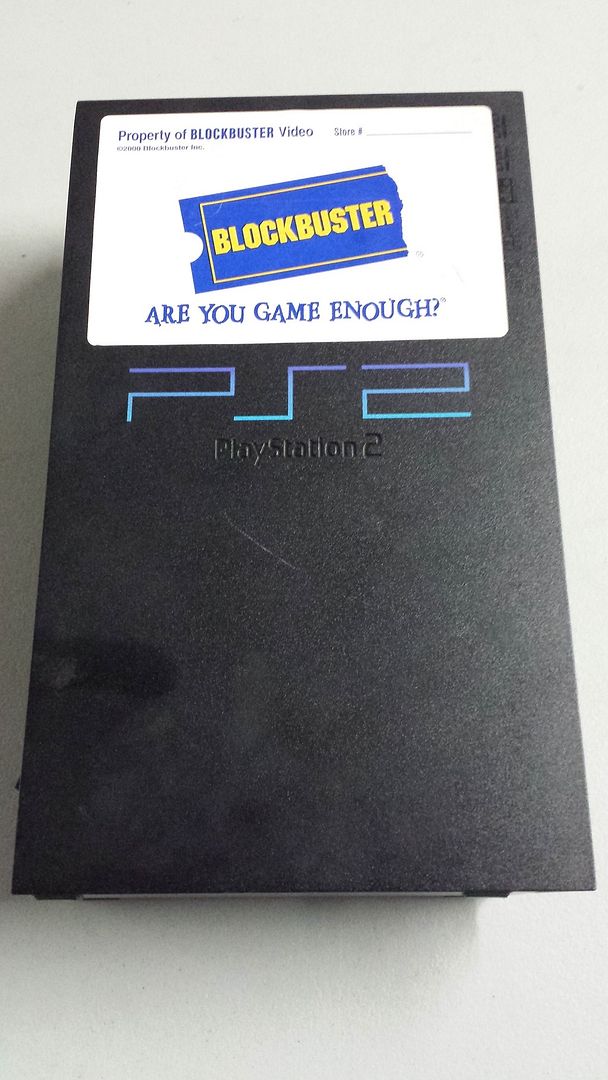 Property of BLOCKBUSTER Video Store # 
©2000 Blockbuster Inc.
BLOCKBUSTER
ARE YOU GAME ENOUGH?®
PS2
PlayStation 2